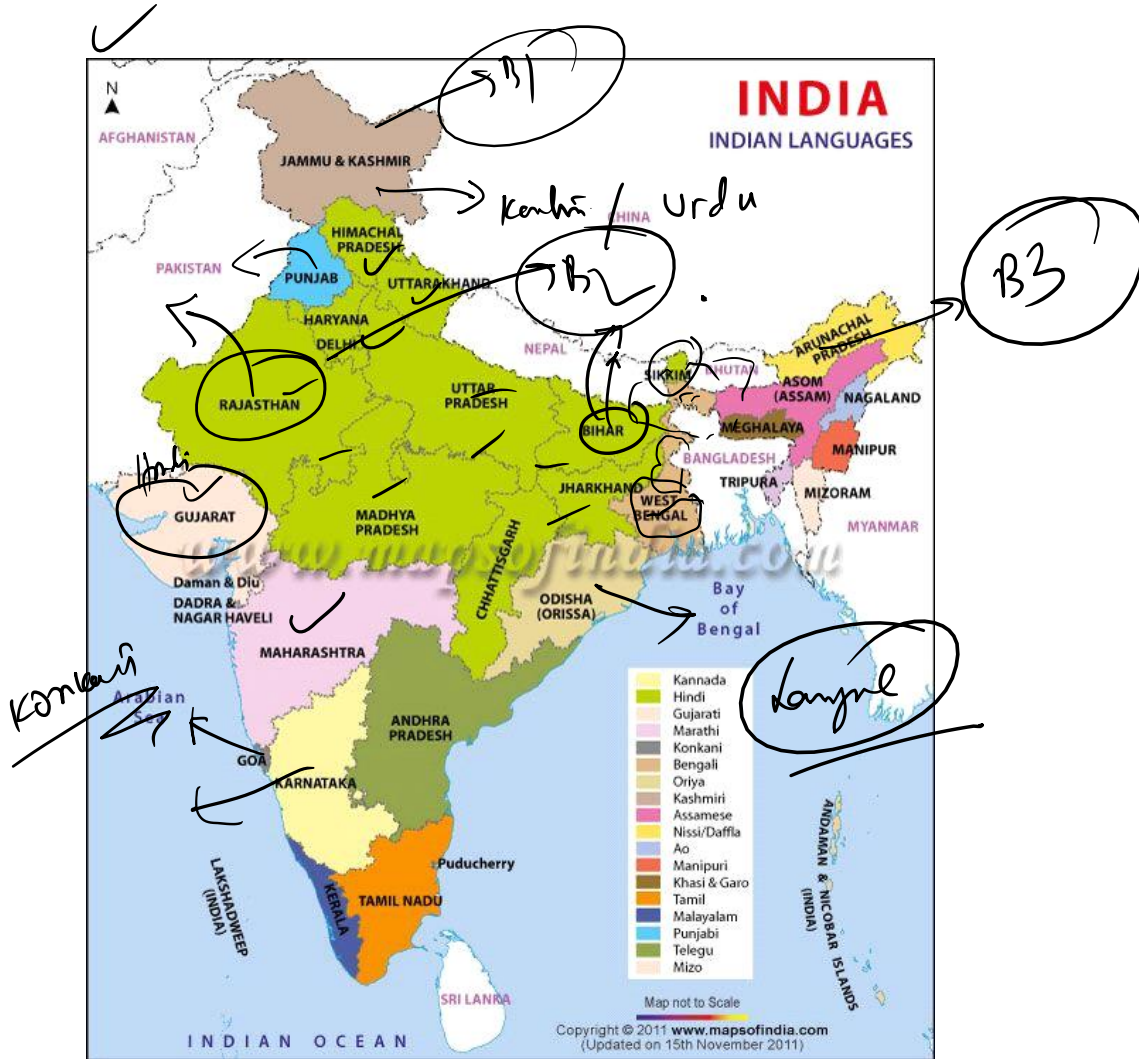 B1
N
INDIA
INDIAN LANGUAGES
AFGHANISTAN
JAMMU & KASHMIR
Urdu
CHINA
HIMACHAL
PRADESH
PAKISTAN
PUNJAB
UTTARAKHAND
B2
B3
HARYANA
DELHI
NEPAL
ARUNACHAL
PRADESH
SIKKIM
BHUTAN
ASOM
(ASSAM)
RAJASTHAN
UTTAR
PRADESH
NAGALAND
BIHAR
MEGHALAYA
MANIPUR
BANGLADESH
TRIPURA
MIZORAM
GUJARAT
JHARKHAND
WEST
BENGAL
MADHYA
PRADESH
MYANMAR
www.mapsofindia.com
CHHATTISGARH
Daman & Diu
DADRA &
NAGAR HAVELI
ODISHA
(ORISSA)
Bay
of
Bengal
MAHARASHTRA
Konkani
Arabian
Sea
ANDHRA
PRADESH
GOA
KARNATAKA
Kannada
Hindi
Gujarati
Marathi
Konkani
Bengali
Oriya
Kashmiri
Assamese
Nissi/Daffla
Ao
Manipuri
Khasi & Garo
Tamil
Malayalam
Punjabi
Telegu
Mizo
ANDAMAN & NICOBAR ISLANDS
(INDIA)
LAKSHADWEEP
(INDIA)
Puducherry
KERALA
TAMIL NADU
SRI LANKA
Map not to Scale
INDIAN OCEAN
Copyright © 2011 www.mapsofindia.com
(Updated on 15th November 2011)